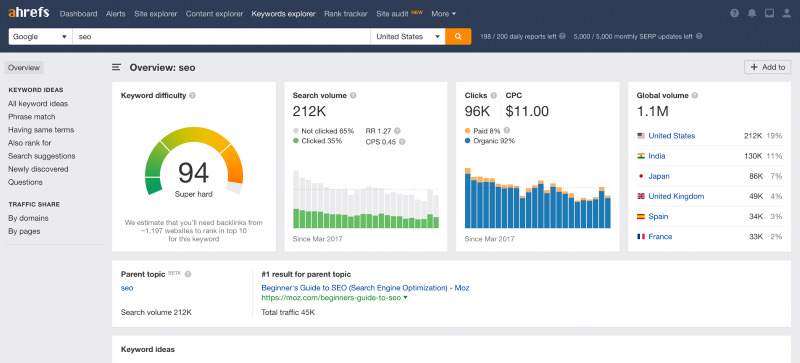 ahrefs Dashboard Alerts Site explorer Content explorer Keywords explorer Rank tracker Site audit NEW More
Google seo United States 198 / 200 daily reports left 5,000 / 5,000 monthly SERP updates left
Overview
KEYWORD IDEAS
All keyword ideas
Phrase match
Having same terms
Also rank for
Search suggestions
Newly discovered
Questions
TRAFFIC SHARE
By domains
By pages
Overview: seo
+ Add to
Keyword difficulty
94
Super hard
We estimate that you'll need backlinks from
~1,197 websites to rank in top 10
for this keyword
Search volume
212K
Not clicked 65% RR 1.27
Clicked 35% CPS 0.45
Since Mar 2017
Clicks CPC
96K $11.00
Paid 8%
Organic 92%
Since Mar 2017
Global volume
1.1M
United States 212K 19%
India 130K 11%
Japan 86K 7%
United Kingdom 49K 4%
Spain 34K 3%
France 33K 2%
Parent topic BETA
seo
Search volume 212K
#1 result for parent topic
Beginner's Guide to SEO (Search Engine Optimization) - Moz
https://moz.com/beginners-guide-to-seo
Total traffic 45K
Keyword ideas